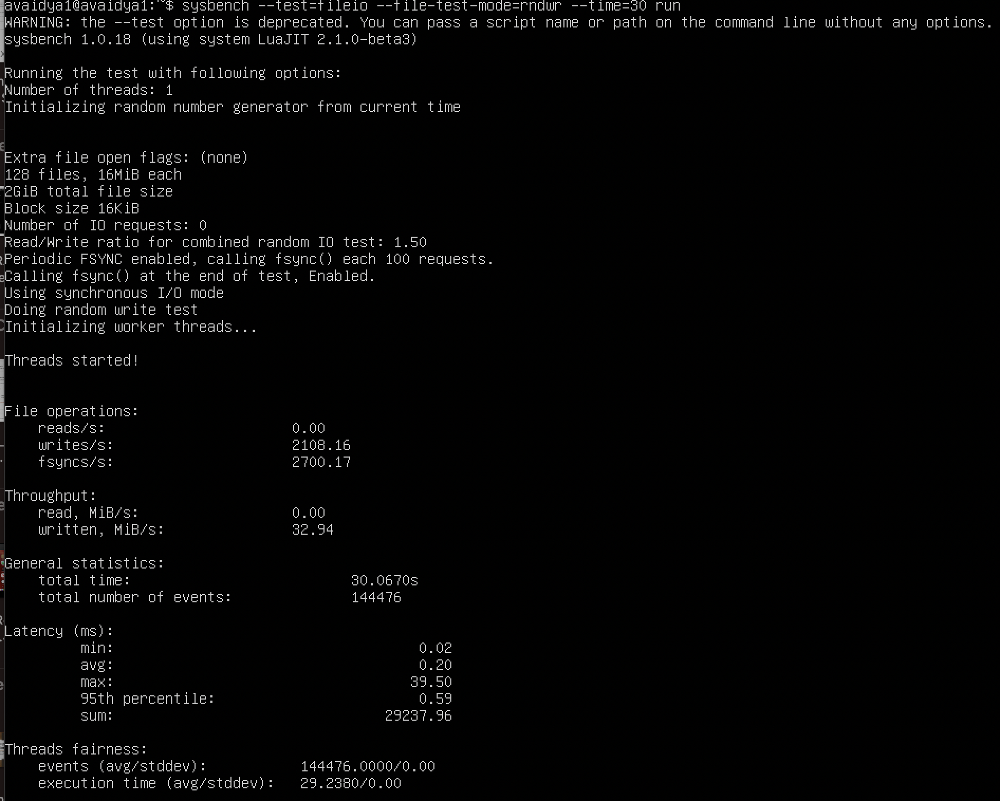 avaidya1@avaidya1:~$ sysbench --test=fileio --file-test-mode=rndwr --time=30 run
WARNING: the --test option is deprecated. You can pass a script name or path on the command line without any options.
sysbench 1.0.18 (using system LuaJIT 2.1.0-beta3)
Running the test with following options:
Number of threads: 1
Initializing random number generator from current time
Extra file open flags: (none)
128 files, 16MiB each
2GiB total file size
Block size 16KiB
Number of IO requests: 0
Read/Write ratio for combined random IO test: 1.50
Periodic FSYNC enabled, calling fsync() each 100 requests.
Calling fsync() at the end of test, Enabled.
Using synchronous I/O mode
Doing random write test
Initializing worker threads...
Threads started!
File operations:
    reads/s:                      0.00
    writes/s:                     2108.16
    fsyncs/s:                     2700.17
Throughput:
    read, MiB/s:                  0.00
    written, MiB/s:               32.94
General statistics:
    total time:                          30.0670s
    total number of events:              144476
Latency (ms):
         min:                                    0.02
         avg:                                    0.20
         max:                                   39.50
         95th percentile:                        0.59
         sum:                                29237.96
Threads fairness:
    events (avg/stddev):           144476.0000/0.00
    execution time (avg/stddev):   29.2380/0.00